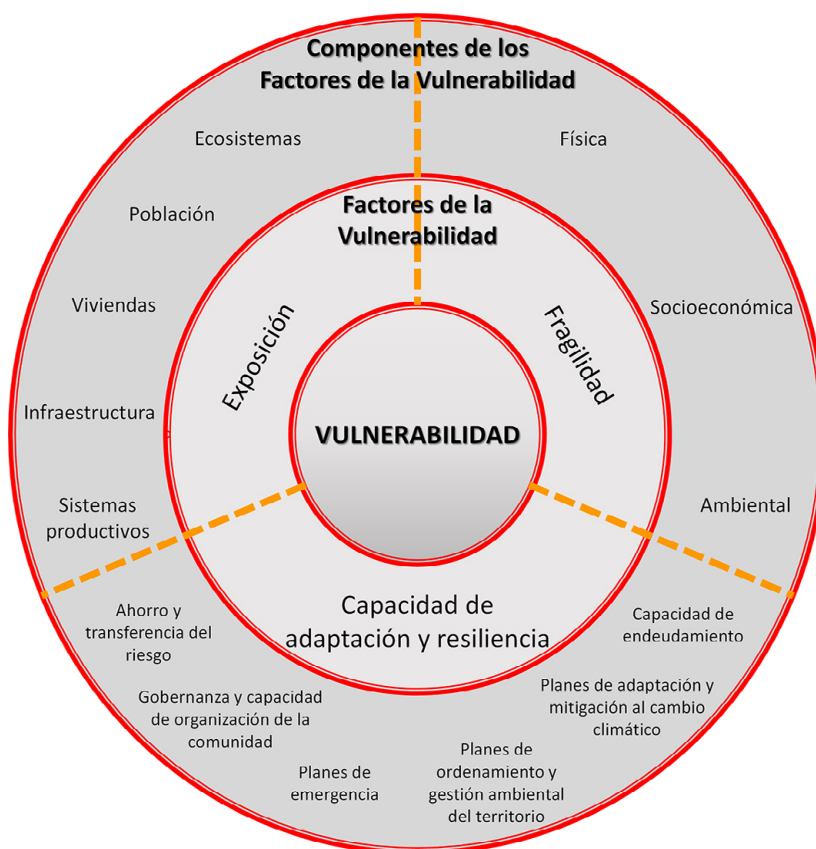 Componentes de los
Factores de la Vulnerabilidad
Ecosistemas
Física
Población
Factores de la
Vulnerabilidad
Viviendas
Exposición
Fragilidad
Socioeconómica
Infraestructura
VULNERABILIDAD
Sistemas
productivos
Ambiental
Capacidad de
adaptación y resiliencia
Ahorro y
transferencia del
riesgo
Capacidad de
endeudamiento
Gobernanza y capacidad
de organización de la
comunidad
Planes de adaptación y
mitigación al cambio
climático
Planes de
emergencia
Planes de
ordenamiento y
gestión ambiental
del territorio